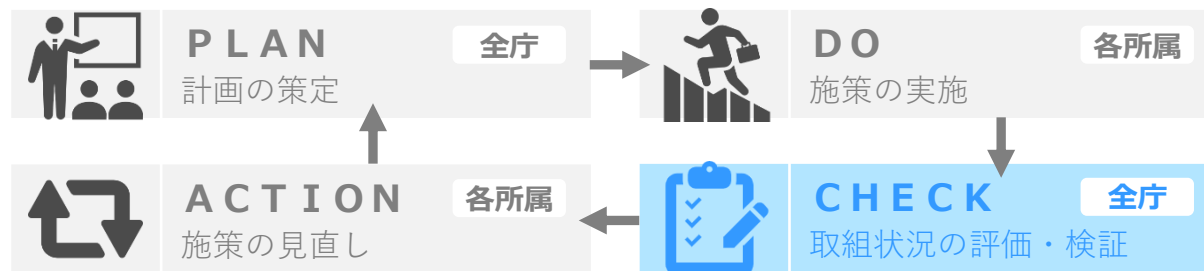 ＰＬＡＮ 全庁
計画の策定
ＤＯ 各所属
施策の実施
ＣＨＥＣＫ 全庁
取組状況の評価・検証
ＡＣＴＩＯＮ 各所属
施策の見直し